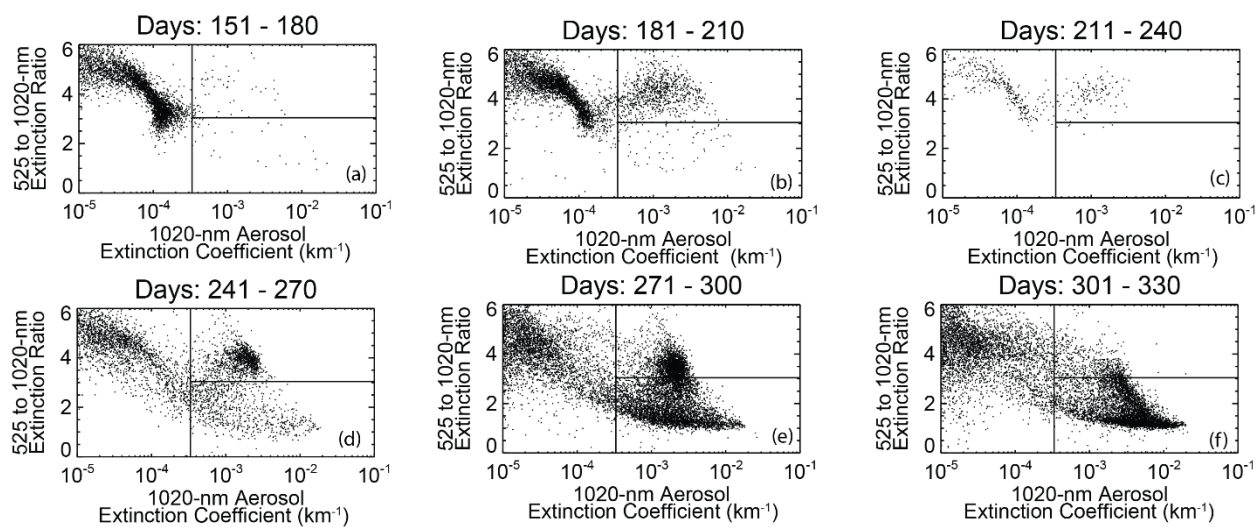 Days: 151 - 180
525 to 1020-nm
Extinction Ratio
6
4
2
0
(a)
10-5 10-4 10-3 10-2 10-1
1020-nm Aerosol
Extinction Coefficient (km-1)
Days: 181 - 210
525 to 1020-nm
Extinction Ratio
6
4
2
0
(b)
10-5 10-4 10-3 10-2 10-1
1020-nm Aerosol
Extinction Coefficient (km-1)
Days: 211 - 240
525 to 1020-nm
Extinction Ratio
6
4
2
0
(c)
10-5 10-4 10-3 10-2 10-1
1020-nm Aerosol
Extinction Coefficient (km-1)
Days: 241 - 270
525 to 1020-nm
Extinction Ratio
6
4
2
0
(d)
10-5 10-4 10-3 10-2 10-1
1020-nm Aerosol
Extinction Coefficient (km-1)
Days: 271 - 300
525 to 1020-nm
Extinction Ratio
6
4
2
0
(e)
10-5 10-4 10-3 10-2 10-1
1020-nm Aerosol
Extinction Coefficient (km-1)
Days: 301 - 330
525 to 1020-nm
Extinction Ratio
6
4
2
0
(f)
10-5 10-4 10-3 10-2 10-1
1020-nm Aerosol
Extinction Coefficient (km-1)